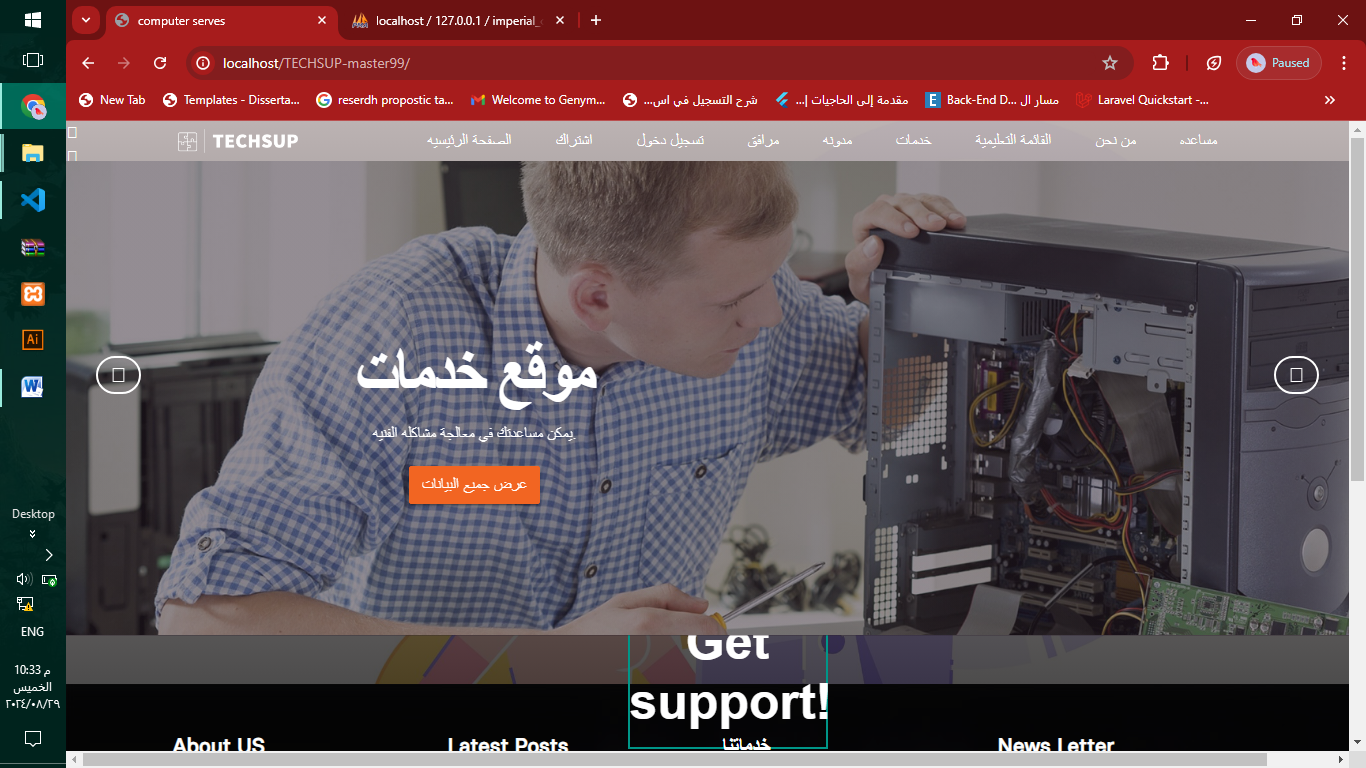 computer serves
localhost / 127.0.0.1 / imperial_
localhost/TECHSUP-master99/
Paused
New Tab
Templates - Disserta...
reserdh propostic ta...
Welcome to Genym...
شرح التسجيل في اس...
مقدمة إلى الحاجيات إ...
مسار ال ...Back-End D
Laravel Quickstart -...
TECHSUP
الصفحة الرئيسيه
اشتراك
تسجيل دخول
مرافق
مدونه
خدمات
القائمة التعليمية
من نحن
مساعده
موقع خدمات
يمكن مساعدتك في معالجة مشاكله الفنيه.
عرض جميع البيانات
Get
support!
خدماتنا
About US
Latest Posts
News Letter
Desktop
ENG
10:33 م
الخميس
٢٠٢٤/٠٨/٢٩